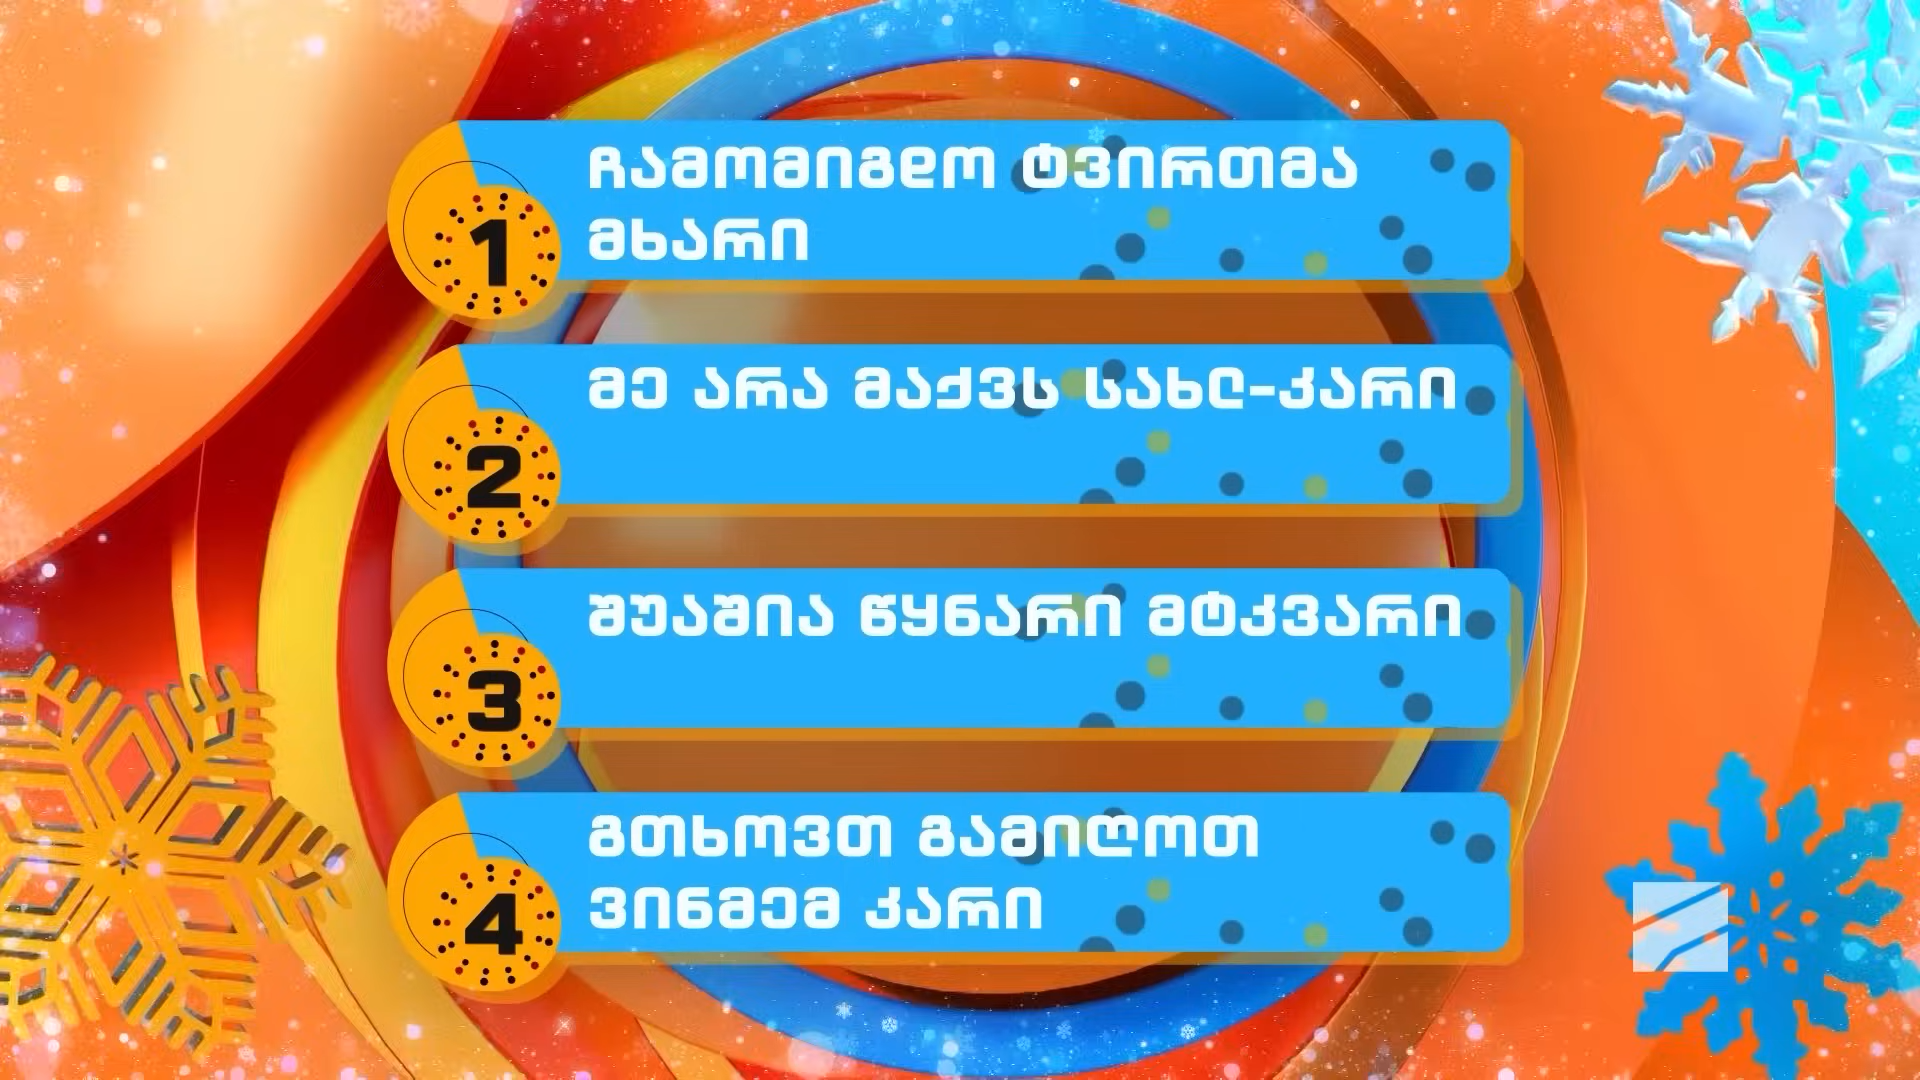 1
ჩამომიგდო ტვირთმა
მხარი
2
მე არა მაქვს სახლ-კარი
3
შუაშია წყნარი მტკვარი
4
გთხოვთ გამიღოთ
ვინმემ კარი